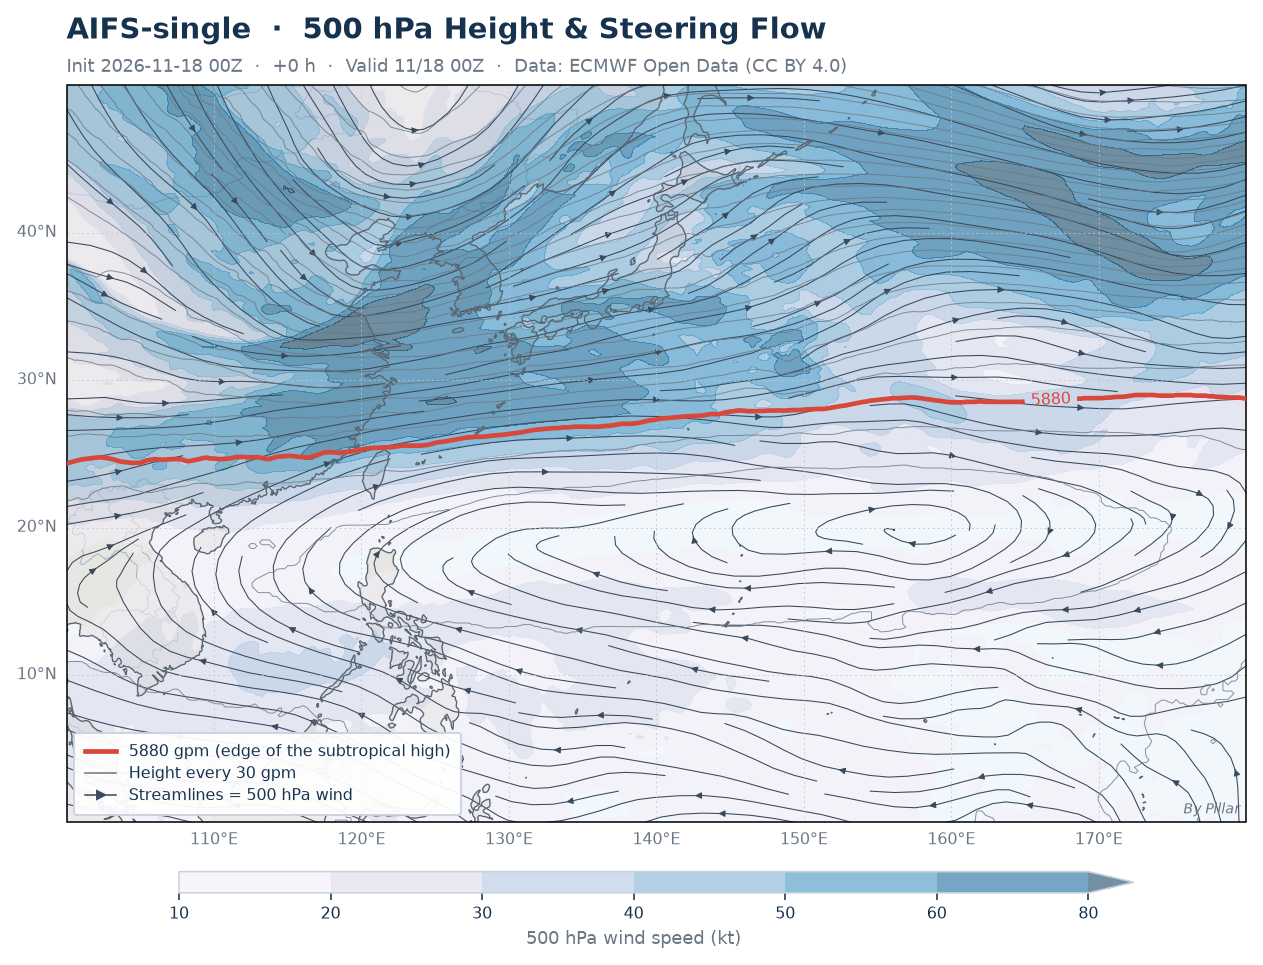 AIFS-single · 500 hPa Height & Steering Flow
Init 2026-11-18 00Z · +0 h · Valid 11/18 00Z · Data: ECMWF Open Data (CC BY 4.0)
40°N
30°N
20°N
10°N
5880
5880 gpm (edge of the subtropical high)
Height every 30 gpm
Streamlines = 500 hPa wind
By Pillar
110°E 120°E 130°E 140°E 150°E 160°E 170°E
10 20 30 40 50 60 80
500 hPa wind speed (kt)